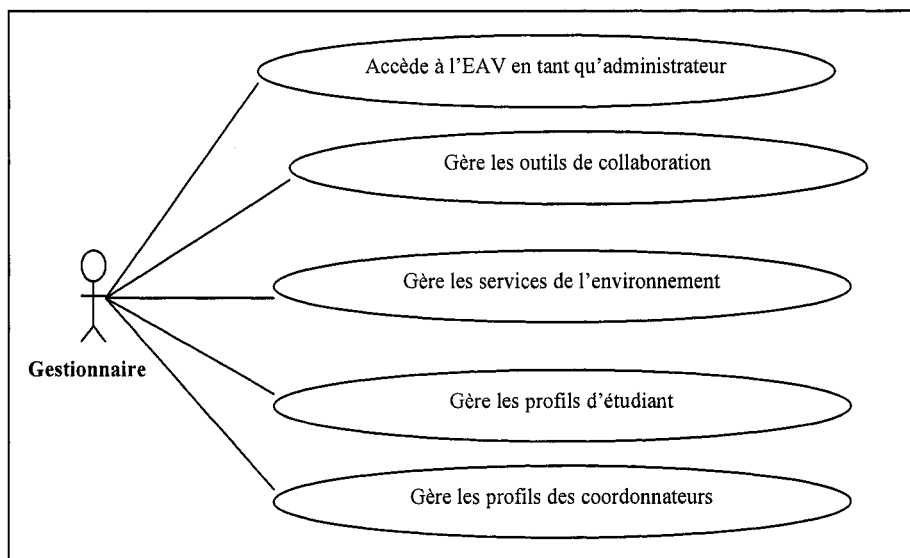 Accède à l'EAV en tant qu'administrateur
Gère les outils de collaboration
Gère les services de l'environnement
Gestionnaire
Gère les profils d'étudiant
Gère les profils des coordonnateurs